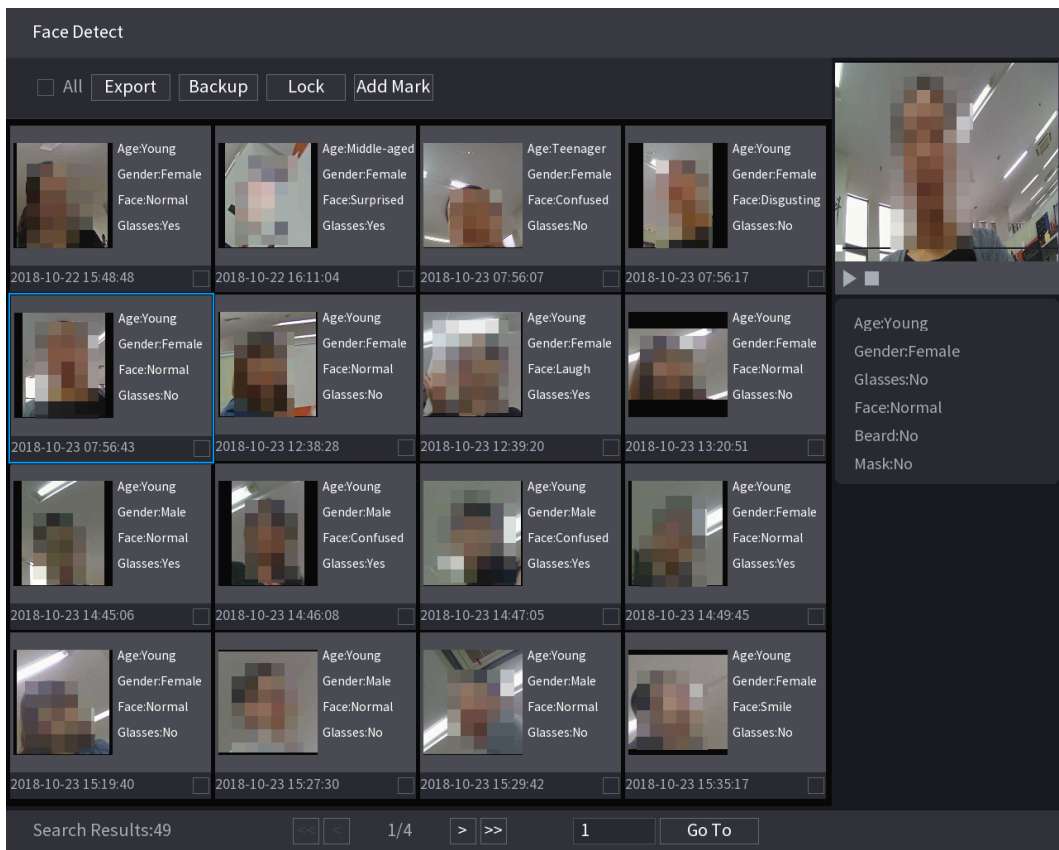 Face Detect
All Export Backup Lock Add Mark
Age:Young
Gender:Female
Face:Normal
Glasses:Yes
2018-10-22 15:48:48
Age:Middle-aged
Gender:Female
Face:Surprised
Glasses:Yes
2018-10-22 16:11:04
Age:Teenager
Gender:Female
Face:Confused
Glasses:No
2018-10-23 07:56:07
Age:Young
Gender:Female
Face:Disgusting
Glasses:No
2018-10-23 07:56:17
Age:Young
Gender:Female
Face:Normal
Glasses:No
2018-10-23 07:56:43
Age:Young
Gender:Female
Face:Normal
Glasses:No
2018-10-23 12:38:28
Age:Young
Gender:Female
Face:Laugh
Glasses:Yes
2018-10-23 12:39:20
Age:Young
Gender:Female
Face:Normal
Glasses:No
2018-10-23 13:20:51
Age:Young
Gender:Male
Face:Normal
Glasses:Yes
2018-10-23 14:45:06
Age:Young
Gender:Male
Face:Confused
Glasses:Yes
2018-10-23 14:46:08
Age:Young
Gender:Male
Face:Confused
Glasses:Yes
2018-10-23 14:47:05
Age:Young
Gender:Female
Face:Normal
Glasses:Yes
2018-10-23 14:49:45
Age:Young
Gender:Female
Face:Normal
Glasses:No
2018-10-23 15:19:40
Age:Young
Gender:Male
Face:Normal
Glasses:No
2018-10-23 15:27:30
Age:Young
Gender:Male
Face:Normal
Glasses:No
2018-10-23 15:29:42
Age:Young
Gender:Female
Face:Smile
Glasses:No
2018-10-23 15:35:17
Age:Young
Gender:Female
Glasses:No
Face:Normal
Beard:No
Mask:No
Search Results:49 << < 1/4 > >> 1 Go To